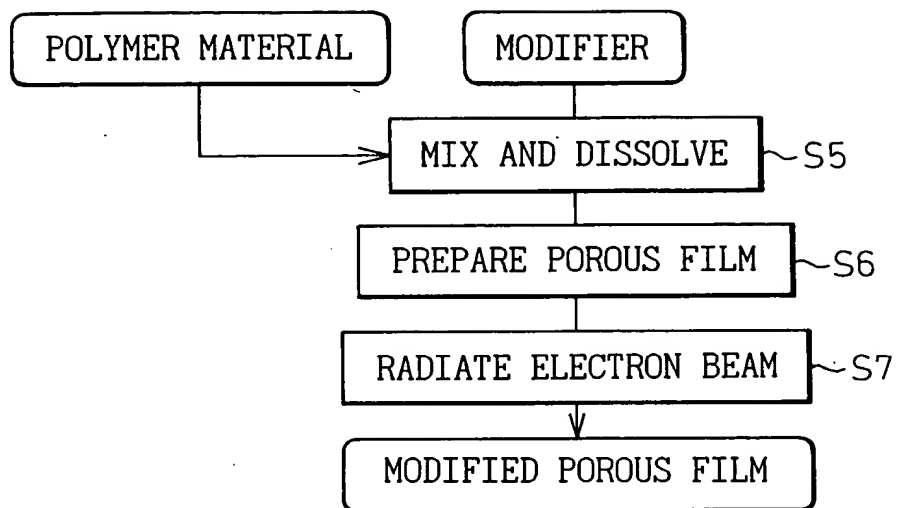 POLYMER MATERIAL
MODIFIER
MIX AND DISSOLVE
S5
PREPARE POROUS FILM
S6
RADIATE ELECTRON BEAM
S7
MODIFIED POROUS FILM